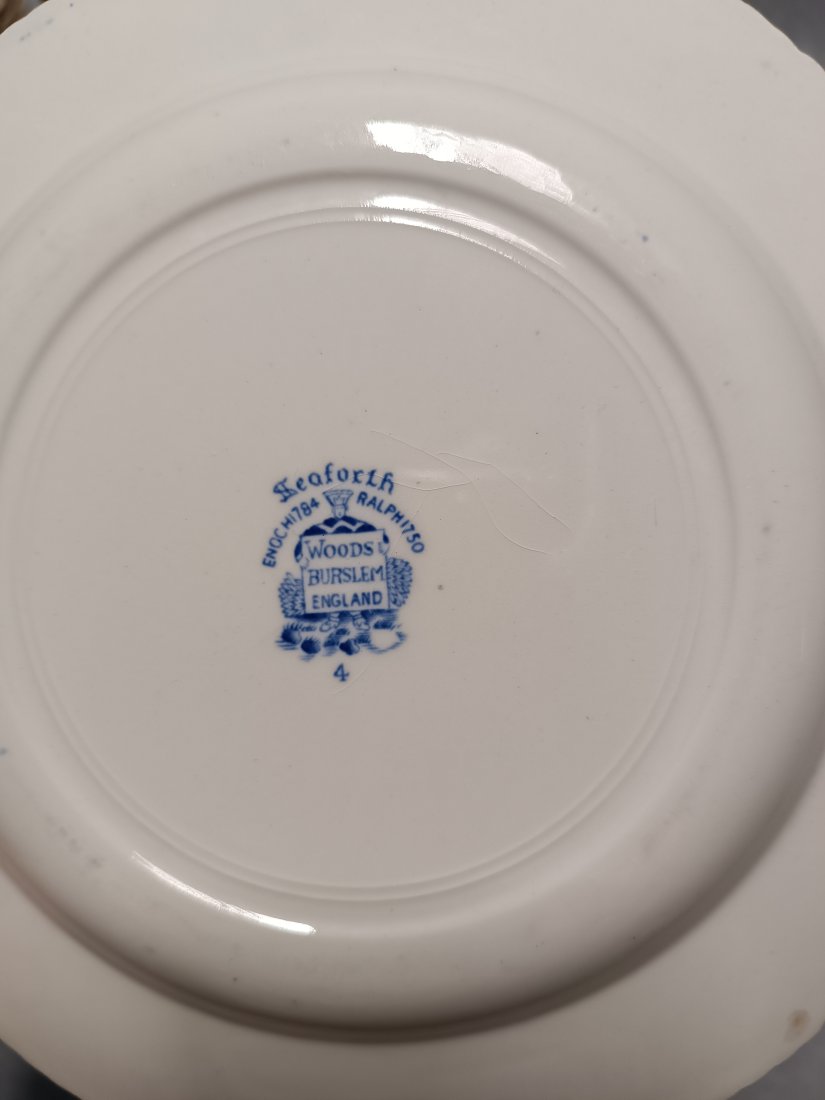 Seaforth
ENOCH 1784 RALPH 1750
WOODS
BURSLEM
ENGLAND
4